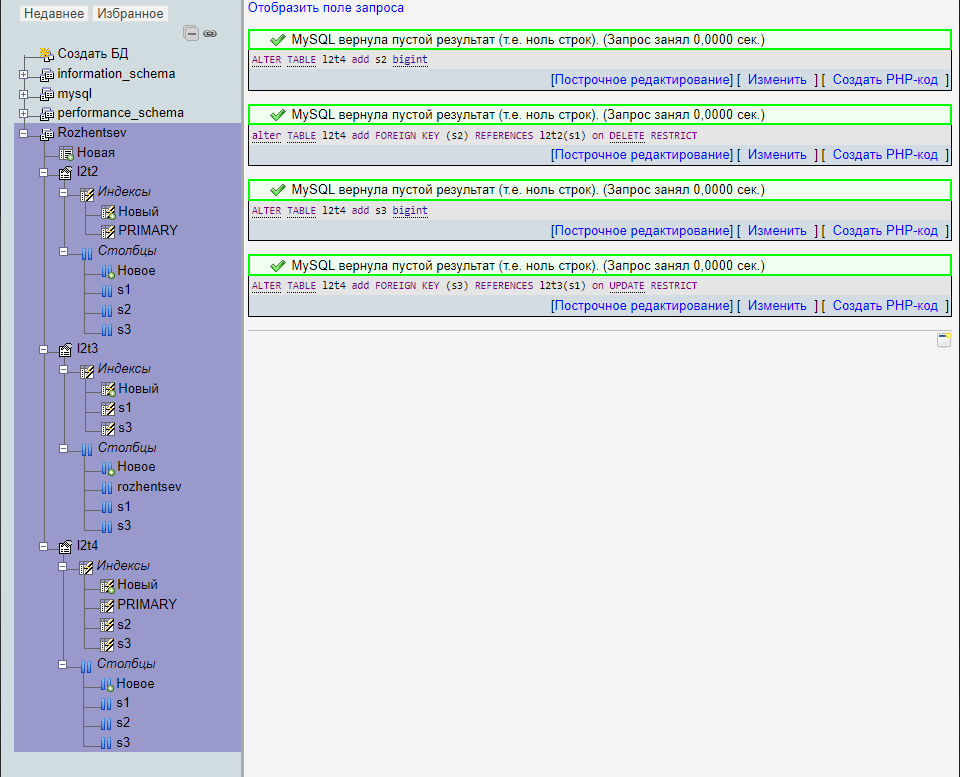 Недавнее Избранное
Создать БД
information_schema
mysql
performance_schema
Rozhentsev
Новая
l2t2
Индексы
Новый
PRIMARY
Столбцы
Новое
s1
s2
s3
l2t3
Индексы
Новый
s1
s3
Столбцы
Новое
rozhentsev
s1
s3
l2t4
Индексы
Новый
PRIMARY
s2
s3
Столбцы
Новое
s1
s2
s3
Отобразить поле запроса
MySQL вернула пустой результат (т.е. ноль строк). (Запрос занял 0,0000 сек.)
ALTER TABLE l2t4 add s2 bigint
[Построчное редактирование] [ Изменить ] [ Создать PHP-код ]
MySQL вернула пустой результат (т.е. ноль строк). (Запрос занял 0,0000 сек.)
alter TABLE l2t4 add FOREIGN KEY (s2) REFERENCES l2t2(s1) on DELETE RESTRICT
[Построчное редактирование] [ Изменить ] [ Создать PHP-код ]
MySQL вернула пустой результат (т.е. ноль строк). (Запрос занял 0,0000 сек.)
ALTER TABLE l2t4 add s3 bigint
[Построчное редактирование] [ Изменить ] [ Создать PHP-код ]
MySQL вернула пустой результат (т.е. ноль строк). (Запрос занял 0,0000 сек.)
ALTER TABLE l2t4 add FOREIGN KEY (s3) REFERENCES l2t3(s1) on UPDATE RESTRICT
[Построчное редактирование] [ Изменить ] [ Создать PHP-код ]